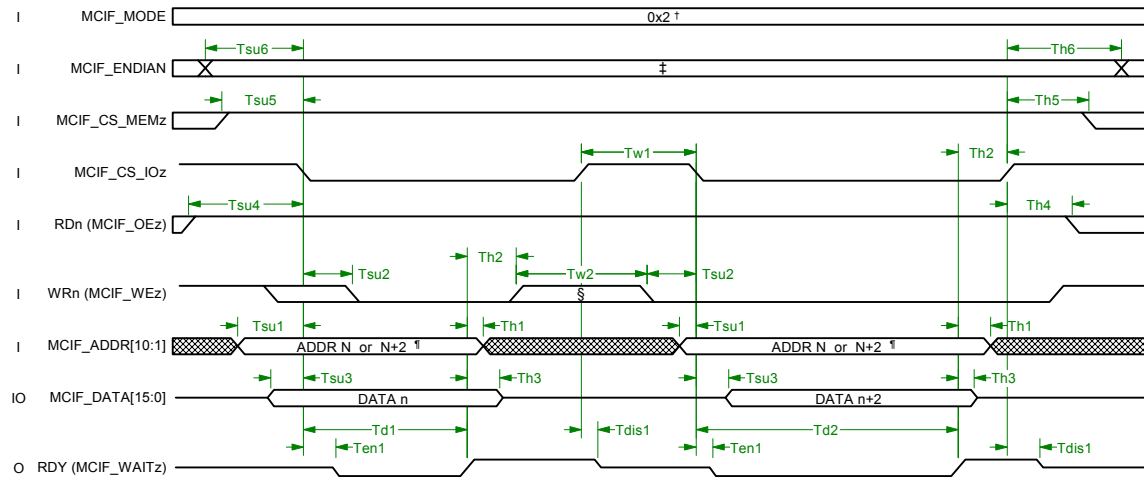 I MCIF_MODE 0x2 †
Tsu6 Th6
I MCIF_ENDIAN ‡
Tsu5 Th5
I MCIF_CS_MEMz
Tw1 Th2
I MCIF_CS_IOz
Tsu4 Th4
I RDn (MCIF_OEz)
Th2
Tsu2 Tw2 Tsu2
I WRn (MCIF_WEz) §
Tsu1 Th1 Tsu1 Th1
I MCIF_ADDR[10:1] ADDR N or N+2 ¶ ADDR N or N+2 ¶
Tsu3 Th3 Tsu3 Th3
IO MCIF_DATA[15:0] DATA n DATA n+2
Td1 Tdis1 Td2
Ten1 Ten1 Tdis1
O RDY (MCIF_WAITz)